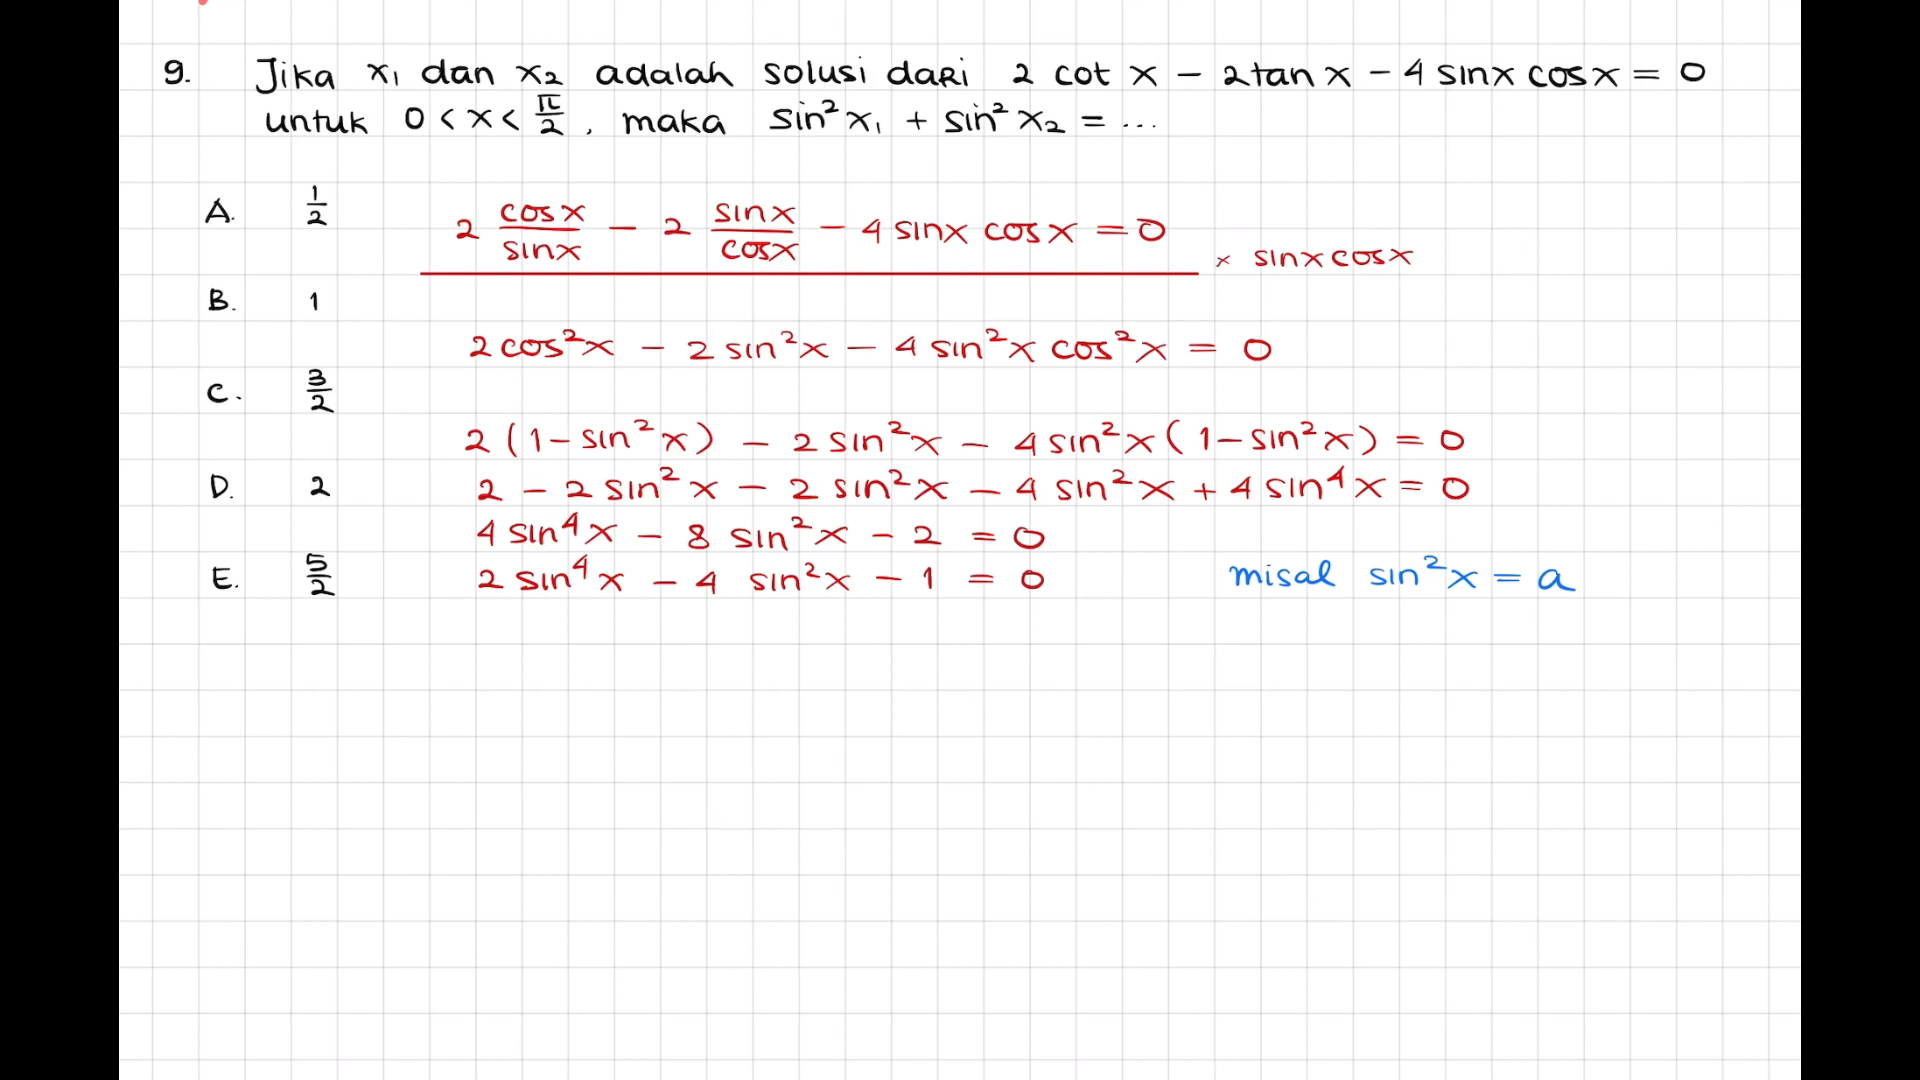 9. Jika x₁ dan x₂ adalah solusi dari 2 cot x − 2tan x − 4 sinx cosx = 0
untuk 0 < x < π/2, maka sin²x₁ + sin²x₂ = ...
A. 1/2
2 cosx/sinx − 2 sinx/cosx − 4 sinx cosx = 0
× sinx cosx
B. 1
2cos²x − 2 sin²x − 4 sin²x cos²x = 0
C. 3/2
2(1−sin²x) − 2 sin²x − 4sin²x(1−sin²x) = 0
D. 2
2 − 2 sin²x − 2 sin²x − 4 sin²x + 4 sin⁴x = 0
4 sin⁴x − 8 sin²x − 2 = 0
E. 5/2
2 sin⁴x − 4 sin²x − 1 = 0
misal sin²x = a